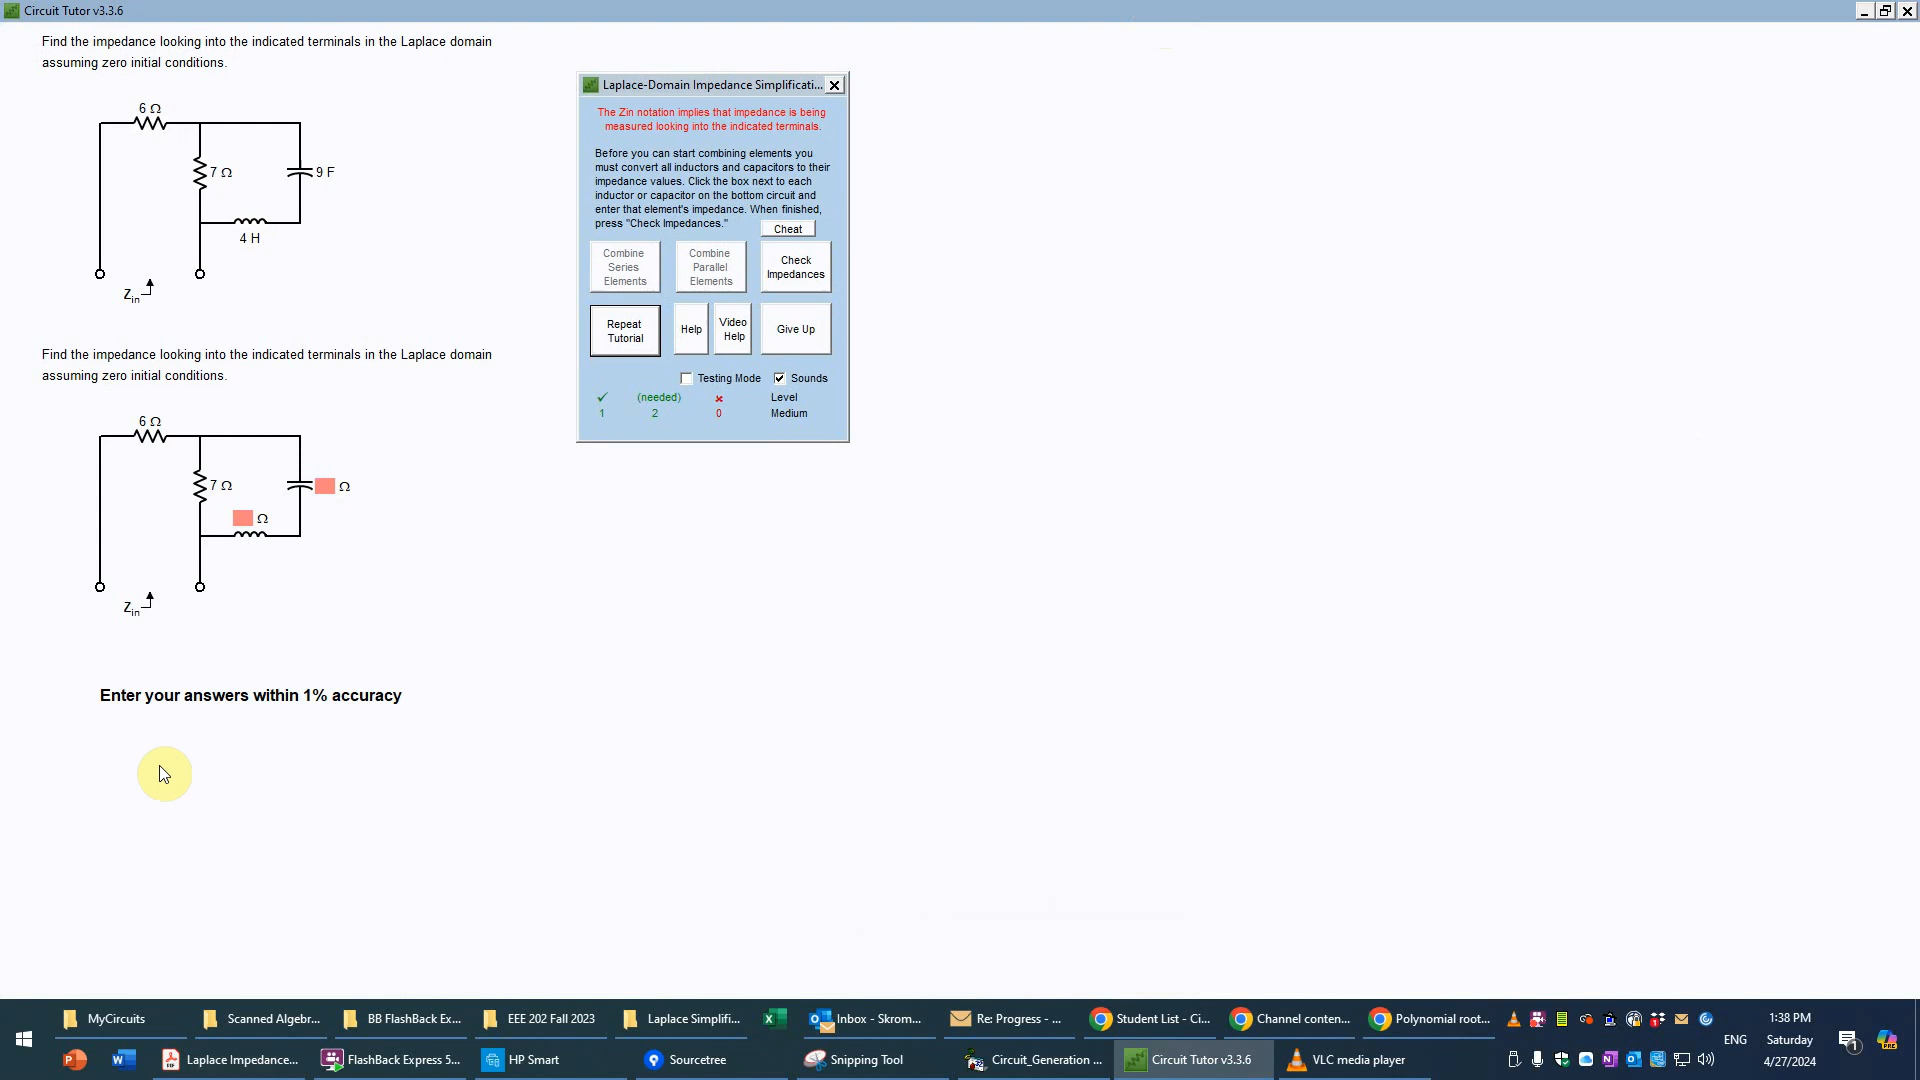 Circuit Tutor v3.3.6
Find the impedance looking into the indicated terminals in the Laplace domain
assuming zero initial conditions.
6 Ω
7 Ω
9 F
4 H
Zin
Find the impedance looking into the indicated terminals in the Laplace domain
assuming zero initial conditions.
6 Ω
7 Ω
Ω
Ω
Zin
Enter your answers within 1% accuracy
Laplace-Domain Impedance Simplificati...
The Zin notation implies that impedance is being
measured looking into the indicated terminals.
Before you can start combining elements you
must convert all inductors and capacitors to their
impedance values. Click the box next to each
inductor or capacitor on the bottom circuit and
enter that element's impedance. When finished,
press "Check Impedances."
Cheat
Combine
Series
Elements
Combine
Parallel
Elements
Check
Impedances
Repeat
Tutorial
Help
Video
Help
Give Up
Testing Mode
Sounds
(needed)
Level
1
2
0
Medium
MyCircuits
Scanned Algebr...
BB FlashBack Ex...
EEE 202 Fall 2023
Laplace Simplifi...
Inbox - Skrom...
Re: Progress - ...
Student List - Ci...
Channel conten...
Polynomial root...
Laplace Impedance...
FlashBack Express 5...
HP Smart
Sourcetree
Snipping Tool
Circuit_Generation ...
Circuit Tutor v3.3.6
VLC media player
ENG
1:38 PM
Saturday
4/27/2024